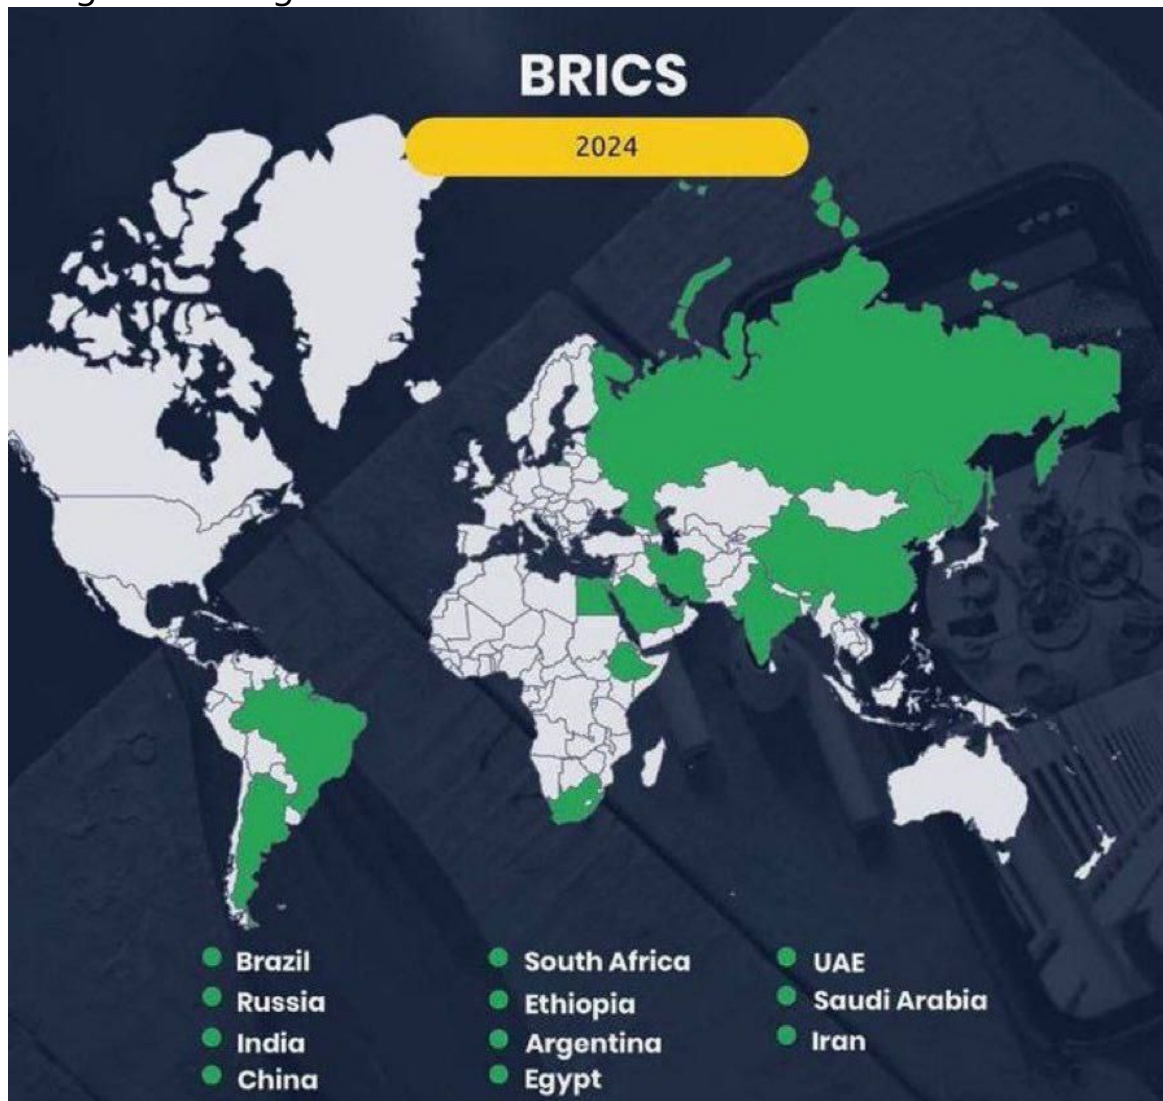 BRICS
2024
Brazil
Russia
India
China
South Africa
Ethiopia
Argentina
Egypt
UAE
Saudi Arabia
Iran